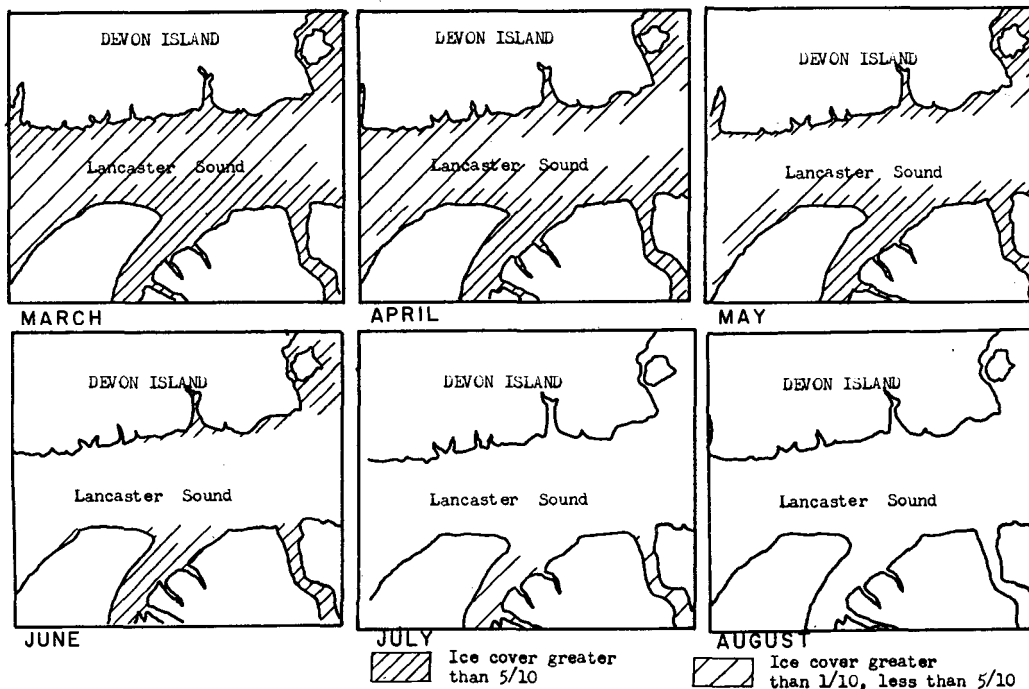 DEVON ISLAND
Lancaster Sound
MARCH
DEVON ISLAND
Lancaster Sound
APRIL
DEVON ISLAND
Lancaster Sound
MAY
DEVON ISLAND
Lancaster Sound
JUNE
DEVON ISLAND
Lancaster Sound
JULY
DEVON ISLAND
Lancaster Sound
AUGUST
Ice cover greater
than 5/10
Ice cover greater
than 1/10, less than 5/10